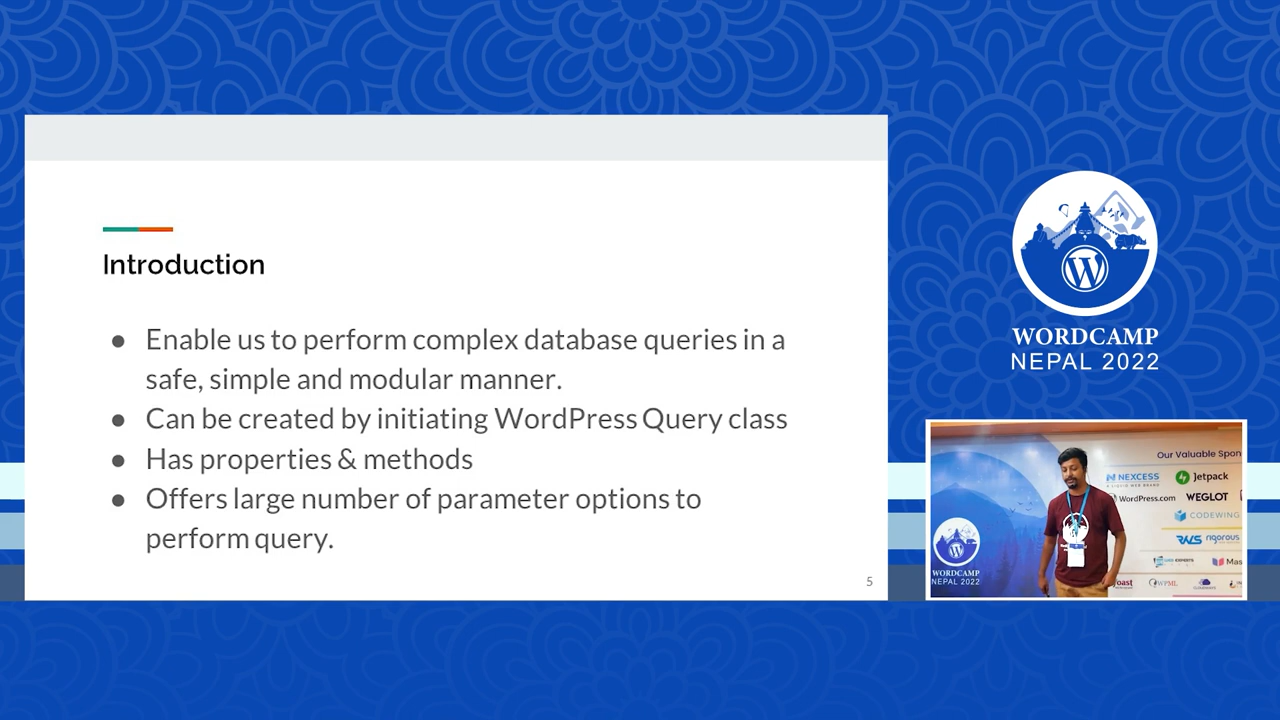 Introduction
● Enable us to perform complex database queries in a
safe, simple and modular manner.
● Can be created by initiating WordPress Query class
● Has properties & methods
● Offers large number of parameter options to
perform query.
5
WORDCAMP
NEPAL 2022
Our Valuable Spon
NEXCESS
Jetpack
WordPress.com
WEGLOT
CODEWING
rigorous
WPML
WORDCAMP
NEPAL 2022